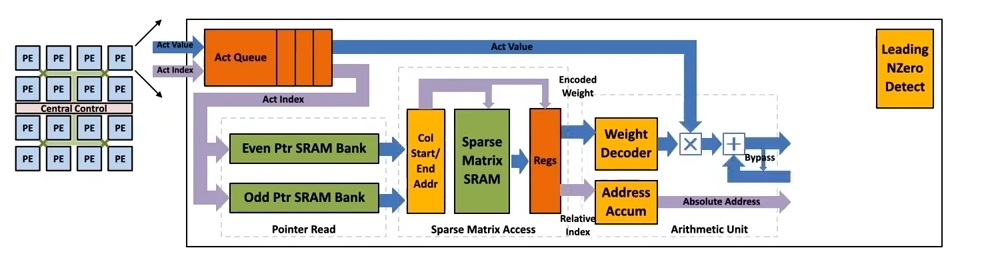 PE PE PE PE
PE PE PE PE
Central Control
PE PE PE PE
PE PE PE PE
Act Value
Act Index
Act Queue
Act Value
Act Index
Leading
NZero
Detect
Encoded
Weight
Even Ptr SRAM Bank
Odd Ptr SRAM Bank
Pointer Read
Col
Start/
End
Addr
Sparse
Matrix
SRAM
Regs
Sparse Matrix Access
Relative
Index
Weight
Decoder
Address
Accum
Bypass
Absolute Address
Arithmetic Unit